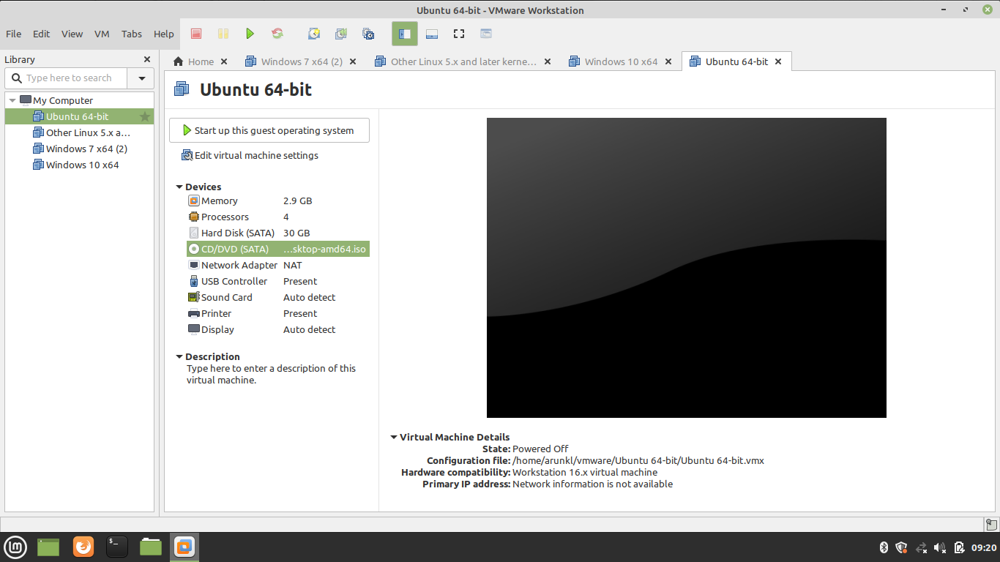 Ubuntu 64-bit - VMware Workstation
File Edit View VM Tabs Help
Library
Home Windows 7 x64 (2) Other Linux 5.x and later kerne... Windows 10 x64 Ubuntu 64-bit
Type here to search
My Computer
Ubuntu 64-bit
Other Linux 5.x a...
Windows 7 x64 (2)
Windows 10 x64
Ubuntu 64-bit
Start up this guest operating system
Edit virtual machine settings
Devices
Memory 2.9 GB
Processors 4
Hard Disk (SATA) 30 GB
CD/DVD (SATA) ...sktop-amd64.iso
Network Adapter NAT
USB Controller Present
Sound Card Auto detect
Printer Present
Display Auto detect
Description
Type here to enter a description of this
virtual machine.
Virtual Machine Details
State: Powered Off
Configuration file: /home/arunkl/vmware/Ubuntu 64-bit/Ubuntu 64-bit.vmx
Hardware compatibility: Workstation 16.x virtual machine
Primary IP address: Network information is not available
09:20